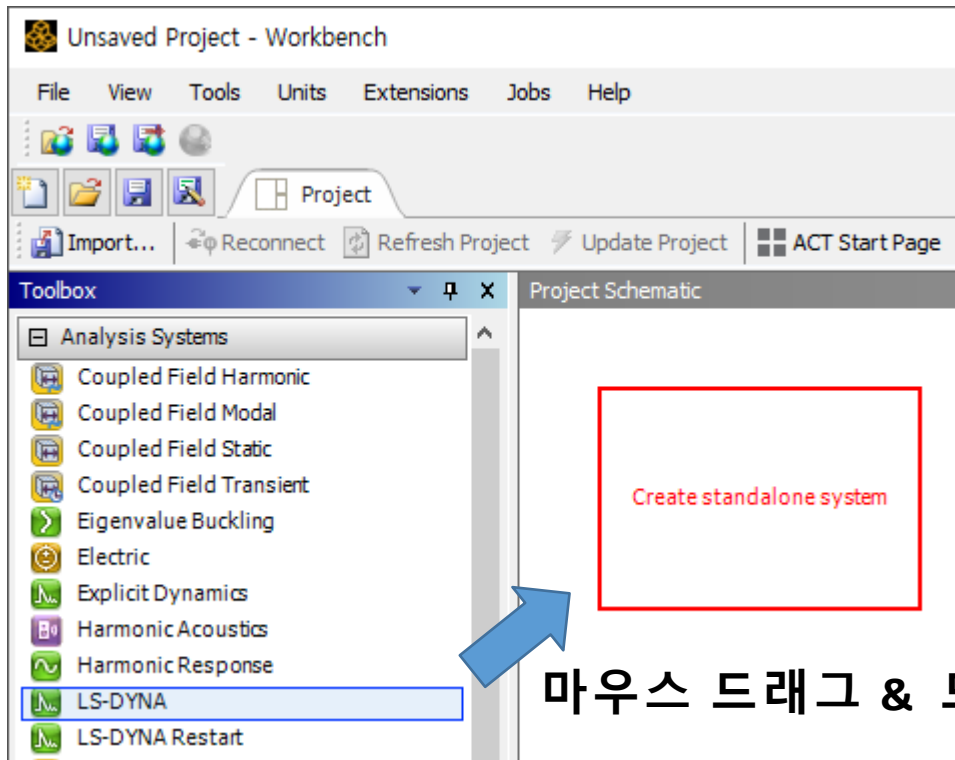 Unsaved Project - Workbench
File View Tools Units Extensions Jobs Help
Project
Import... Reconnect Refresh Project Update Project ACT Start Page
Toolbox
Project Schematic
Analysis Systems
Coupled Field Harmonic
Coupled Field Modal
Coupled Field Static
Coupled Field Transient
Eigenvalue Buckling
Electric
Explicit Dynamics
Harmonic Acoustics
Harmonic Response
LS-DYNA
LS-DYNA Restart
Create standalone system
마우스 드래그 &